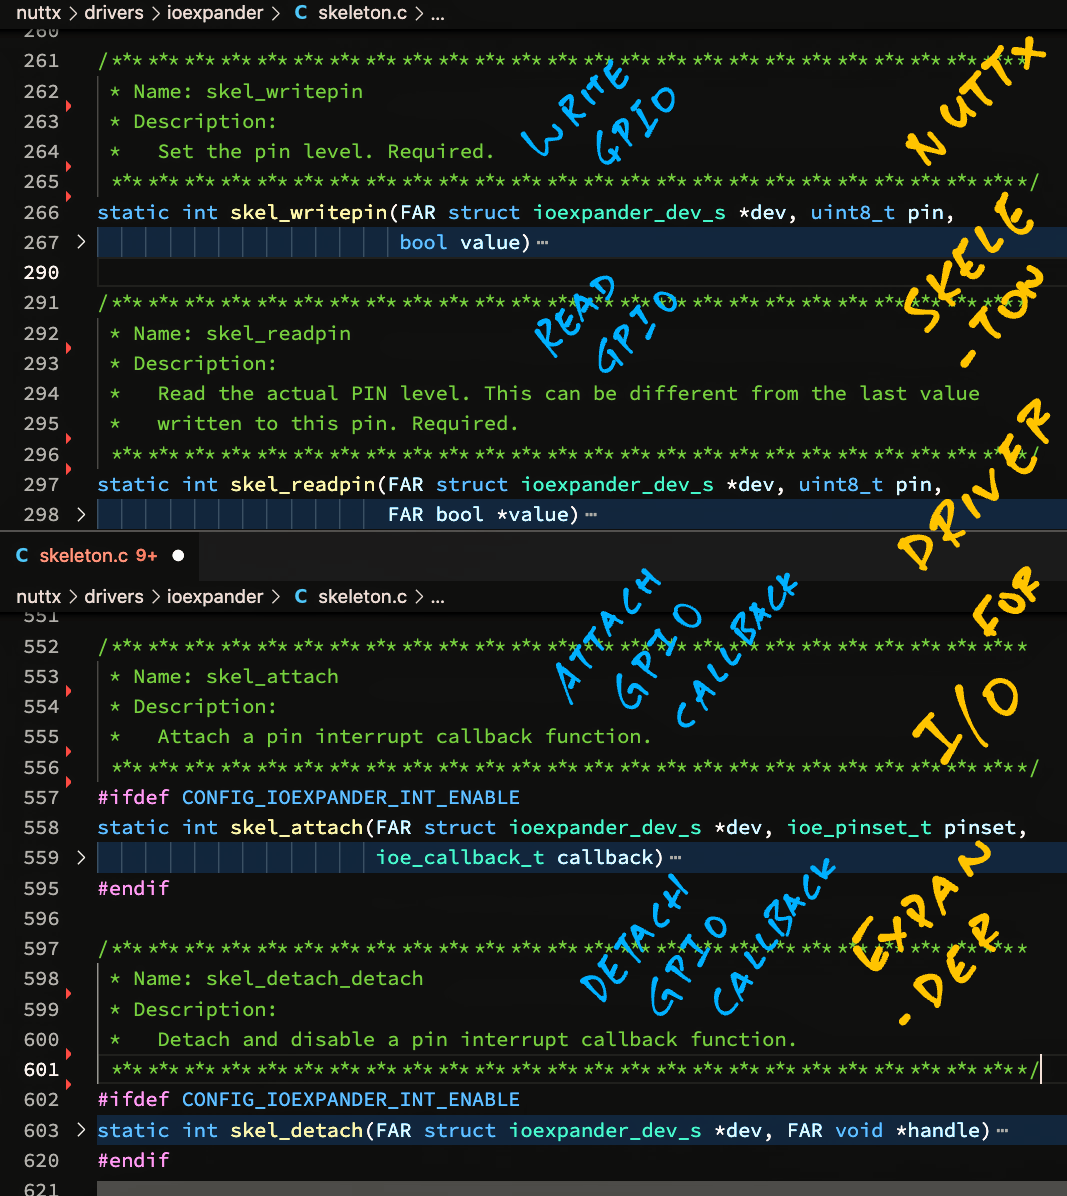 nuttx > drivers > ioexpander > C skeleton.c > ...
260
261 /****************************************************************************
262 * Name: skel_writepin
263 * Description:
264 *   Set the pin level. Required.
265 ****************************************************************************/
266 static int skel_writepin(FAR struct ioexpander_dev_s *dev, uint8_t pin,
267 > bool value) ...
290
291 /****************************************************************************
292 * Name: skel_readpin
293 * Description:
294 *   Read the actual PIN level. This can be different from the last value
295 *   written to this pin. Required.
296 ****************************************************************************/
297 static int skel_readpin(FAR struct ioexpander_dev_s *dev, uint8_t pin,
298 > FAR bool *value) ...
C skeleton.c 9+ ●
nuttx > drivers > ioexpander > C skeleton.c > ...
551
552 /****************************************************************************
553 * Name: skel_attach
554 * Description:
555 *   Attach a pin interrupt callback function.
556 ****************************************************************************/
557 #ifdef CONFIG_IOEXPANDER_INT_ENABLE
558 static int skel_attach(FAR struct ioexpander_dev_s *dev, ioe_pinset_t pinset,
559 > ioe_callback_t callback) ...
595 #endif
596
597 /****************************************************************************
598 * Name: skel_detach_detach
599 * Description:
600 *   Detach and disable a pin interrupt callback function.
601 ****************************************************************************/
602 #ifdef CONFIG_IOEXPANDER_INT_ENABLE
603 > static int skel_detach(FAR struct ioexpander_dev_s *dev, FAR void *handle) ...
620 #endif
621
WRITE
GPIO
READ
GPIO
ATTACH
GPIO
CALLBACK
DETACH
GPIO
CALLBACK
NUTTX
SKELE
-TON
DRIVER
FOR
I/O
EXPAN
-DER